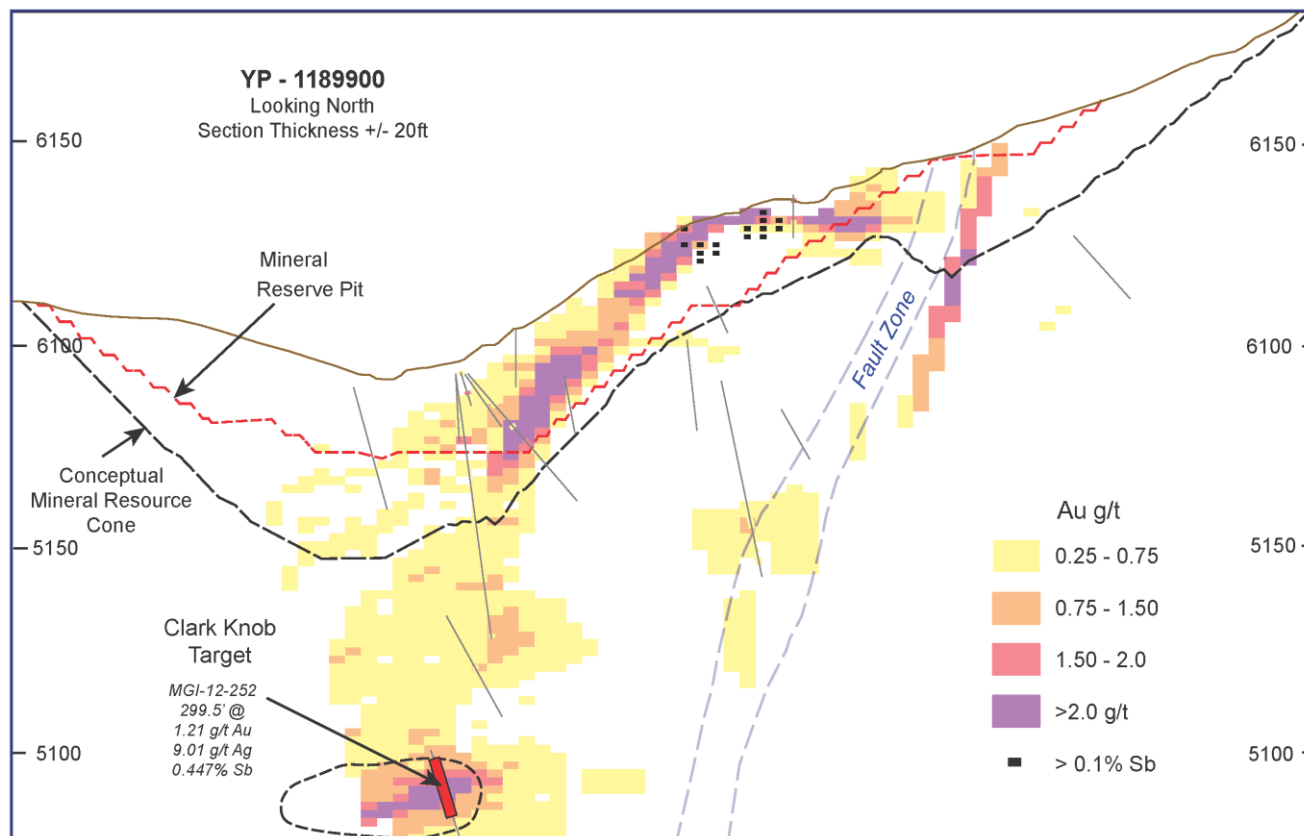 YP - 1189900
Looking North
Section Thickness +/- 20ft
6150
6150
Mineral
Reserve Pit
Fault Zone
6100
6100
Conceptual
Mineral Resource
Cone
Au g/t
5150
5150
0.25 - 0.75
0.75 - 1.50
Clark Knob
Target
1.50 - 2.0
MGI-12-252
299.5' @
1.21 g/t Au
9.01 g/t Ag
0.447% Sb
>2.0 g/t
5100
5100
> 0.1% Sb